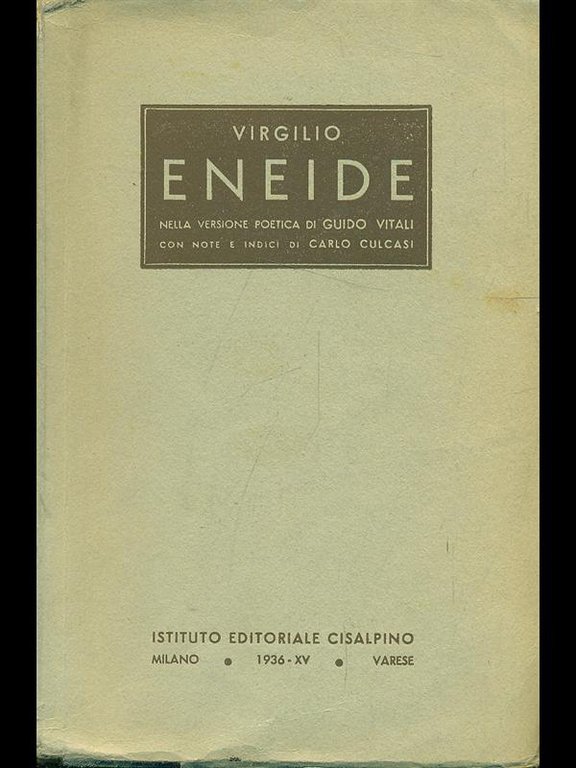 VIRGILIO
ENEIDE
NELLA VERSIONE POETICA DI GUIDO VITALI
CON NOTE E INDICI DI CARLO CULCASI
ISTITUTO EDITORIALE CISALPINO
MILANO • 1936-XV • VARESE